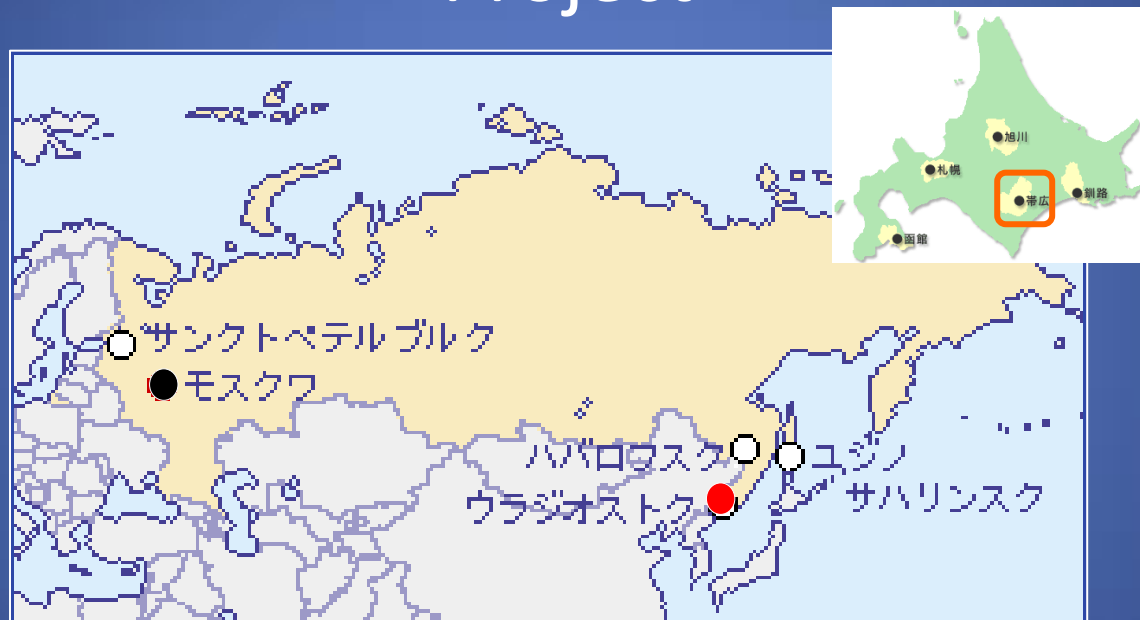 Project
旭川
札幌
帯広
釧路
函館
サンクトペテルブルク
モスクワ
ハバロフスク
ユジノ
サハリンスク
ウラジオストク